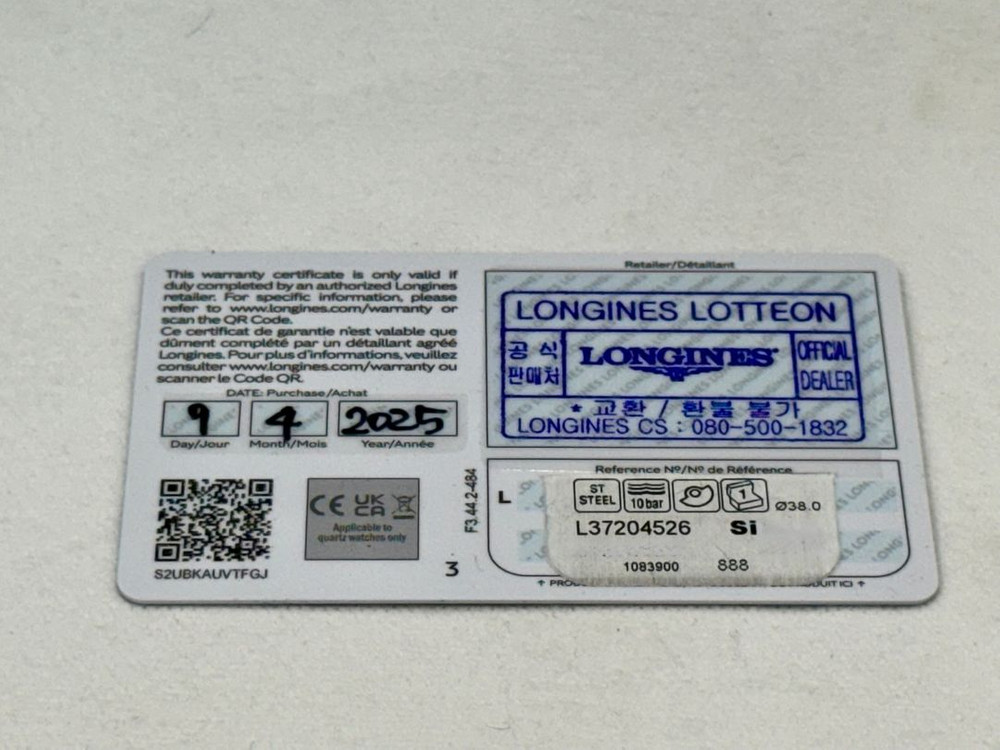 This warranty certificate is only valid if
duly completed by an authorized Longines
retailer. For specific information, please
refer to www.longines.com/warranty or
scan the QR Code.
Ce certificat de garantie n'est valable que
dûment complété par un détaillant agréé
Longines. Pour plus d'informations, veuillez
consulter www.longines.com/warranty ou
scanner le Code QR.
DATE: Purchase/Achat
9 4 2025
Day/Jour Month/Mois Year/Année
S2UBKAUVTFGJ
CE UK CA
Applicable to
quartz watches only
3
F3.44.2-484
Retailer/Détaillant
LONGINES LOTTEON
공식
판매처
LONGINES
OFFICIAL
DEALER
* 교환 / 환불 불가
LONGINES CS : 080-500-1832
Reference Nº/Nº de Référence
L
ST
STEEL
10 bar
1
Ø38.0
L37204526 Si
1083900 888